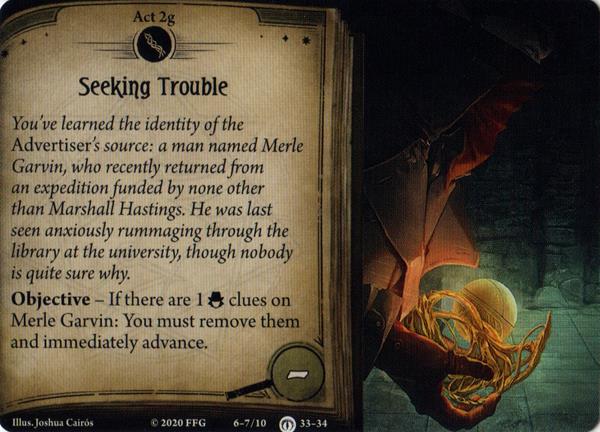 Act 2g
Seeking Trouble
You've learned the identity of the
Advertiser's source: a man named Merle
Garvin, who recently returned from
an expedition funded by none other
than Marshall Hastings. He was last
seen anxiously rummaging through the
library at the university, though nobody
is quite sure why.
Objective – If there are 1 clues on
Merle Garvin: You must remove them
and immediately advance.
–
Illus. Joshua Cairós © 2020 FFG 6–7/10 33–34